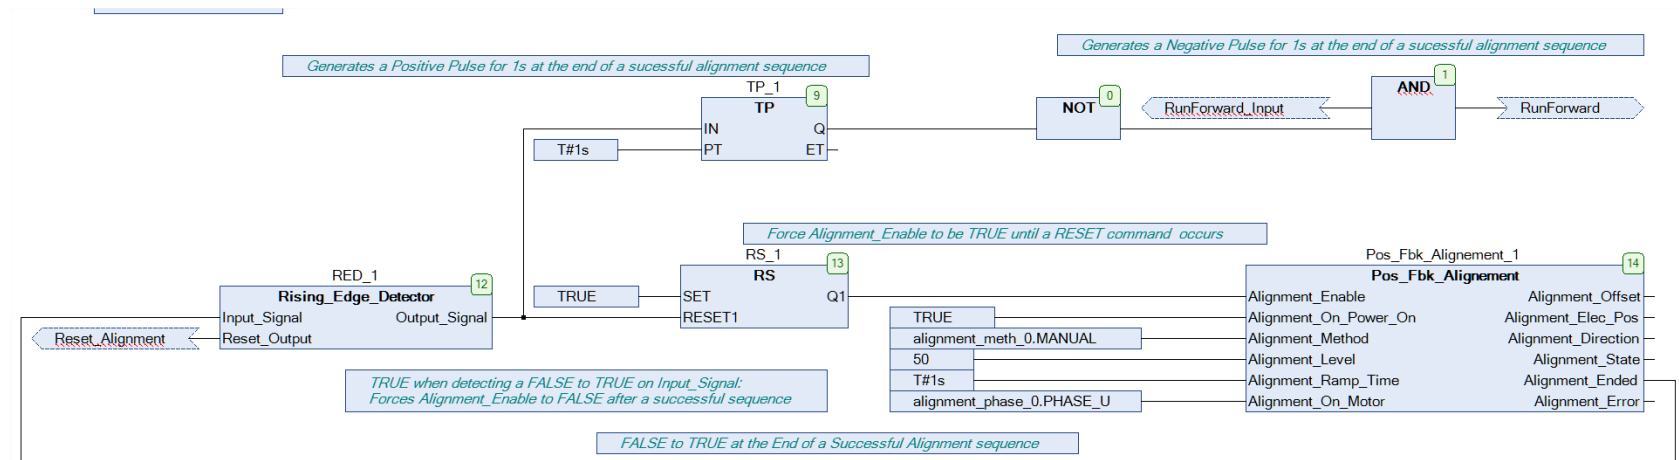 Generates a Negative Pulse for 1s at the end of a sucessful alignment sequence
Generates a Positive Pulse for 1s at the end of a sucessful alignment sequence
TP_1
9
TP
IN
Q
PT
ET
T#1s
0
NOT
RunForward_Input
1
AND
RunForward
Force Alignment_Enable to be TRUE until a RESET command occurs
RED_1
12
Rising_Edge_Detector
Input_Signal
Output_Signal
Reset_Output
Reset_Alignment
RS_1
13
RS
TRUE
SET
Q1
RESET1
Pos_Fbk_Alignement_1
14
Pos_Fbk_Alignement
Alignment_Enable
Alignment_Offset
TRUE
Alignment_On_Power_On
Alignment_Elec_Pos
alignment_meth_0.MANUAL
Alignment_Method
Alignment_Direction
50
Alignment_Level
Alignment_State
T#1s
Alignment_Ramp_Time
Alignment_Ended
alignment_phase_0.PHASE_U
Alignment_On_Motor
Alignment_Error
TRUE when detecting a FALSE to TRUE on Input_Signal:
Forces Alignment_Enable to FALSE after a successful sequence
FALSE to TRUE at the End of a Successful Alignment sequence